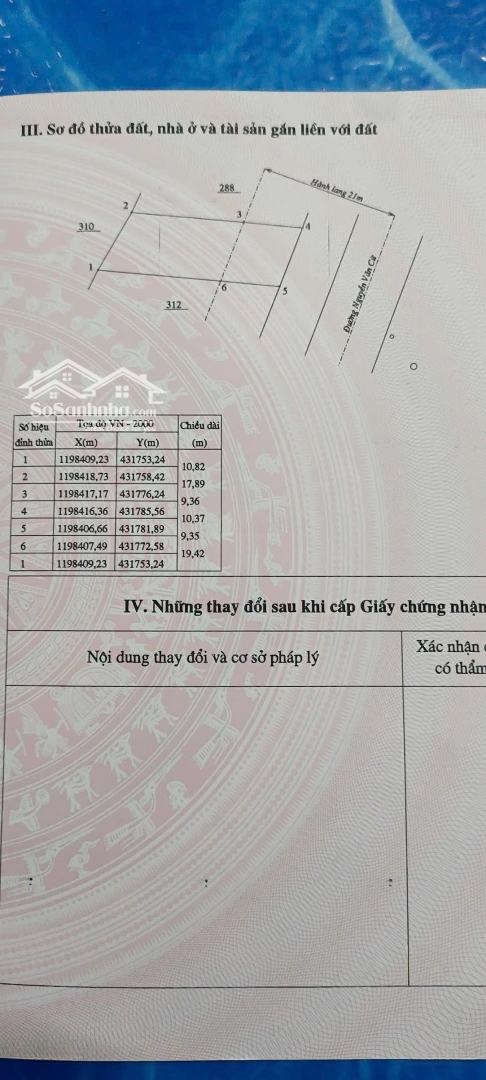 III. Sơ đồ thửa đất, nhà ở và tài sản gắn liền với đất
288
Hành lang 21m
2
3
4
310
1
6
5
312
Đường Nguyễn Văn Cừ
SoSanhnha.com
Số hiệu đỉnh thửa Tọa độ VN - 2000 Chiều dài (m)
X(m) Y(m)
1 1198409,23 431753,24
10,82
2 1198418,73 431758,42
17,89
3 1198417,17 431776,24
9,36
4 1198416,36 431785,56
10,37
5 1198406,66 431781,89
9,35
6 1198407,49 431772,58
19,42
1 1198409,23 431753,24
IV. Những thay đổi sau khi cấp Giấy chứng nhận
Nội dung thay đổi và cơ sở pháp lý
Xác nhận
có thẩm